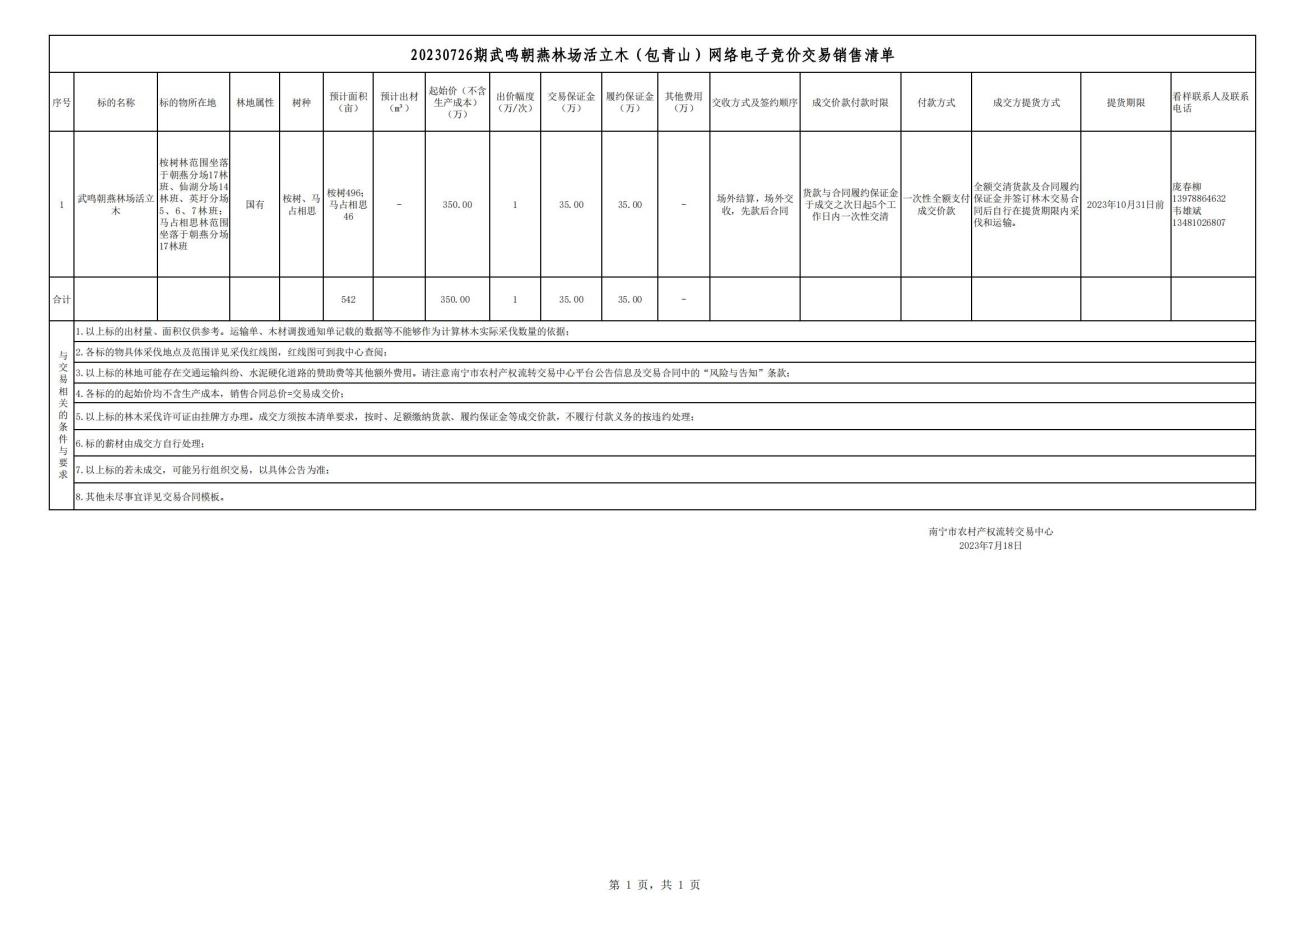 20230726期武鸣朝燕林场活立木（包青山）网络电子竞价交易销售清单
序号
标的名称
标的物所在地
林地属性
树种
预计面积
（亩）
预计出材
（m³）
起始价（不含
生产成本）
（万）
出价幅度
（万/次）
交易保证金
（万）
履约保证金
（万）
其他费用
（万）
交收方式及签约顺序
成交价款付款时限
付款方式
成交方提货方式
提货期限
看样联系人及联系
电话
1
武鸣朝燕林场活立
木
桉树林范围坐落
于朝燕分场17林
班、仙湖分场14
林班、英圩分场
5、6、7林班；
马占相思林范围
坐落于朝燕分场
17林班
国有
桉树、马
占相思
桉树496；
马占相思
46
-
350.00
1
35.00
35.00
-
场外结算，场外交
收，先款后合同
货款与合同履约保证金
于成交之次日起5个工
作日内一次性交清
一次性全额支付
成交价款
全额交清货款及合同履约
保证金并签订林木交易合
同后自行在提货期限内采
伐和运输。
2023年10月31日前
庞春柳
13978864632
韦雄斌
13481026807
合计
542
350.00
1
35.00
35.00
-
与交易相关的条件与要求
1.以上标的出材量、面积仅供参考。运输单、木材调拨通知单记载的数据等不能够作为计算林木实际采伐数量的依据；
2.各标的物具体采伐地点及范围详见采伐红线图，红线图可到我中心查阅；
3.以上标的林地可能存在交通运输纠纷、水泥硬化道路的赞助费等其他额外费用。请注意南宁市农村产权流转交易中心平台公告信息及交易合同中的“风险与告知”条款；
4.各标的的起始价均不含生产成本，销售合同总价=交易成交价；
5.以上标的林木采伐许可证由挂牌方办理。成交方须按本清单要求，按时、足额缴纳货款、履约保证金等成交价款，不履行付款义务的按违约处理；
6.标的薪材由成交方自行处理；
7.以上标的若未成交，可能另行组织交易，以具体公告为准；
8.其他未尽事宜详见交易合同模板。
南宁市农村产权流转交易中心
2023年7月18日
第 1 页，共 1 页